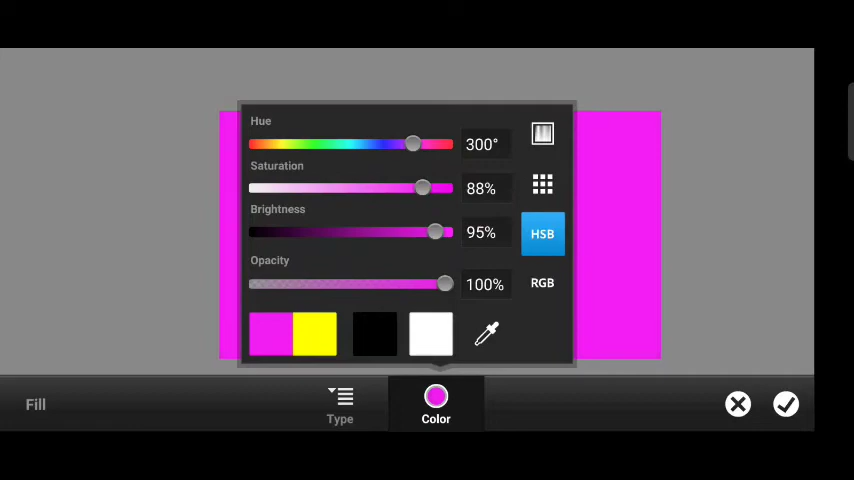 Hue
300°
Saturation
88%
Brightness
95%
HSB
Opacity
100%
RGB
Fill
Type
Color